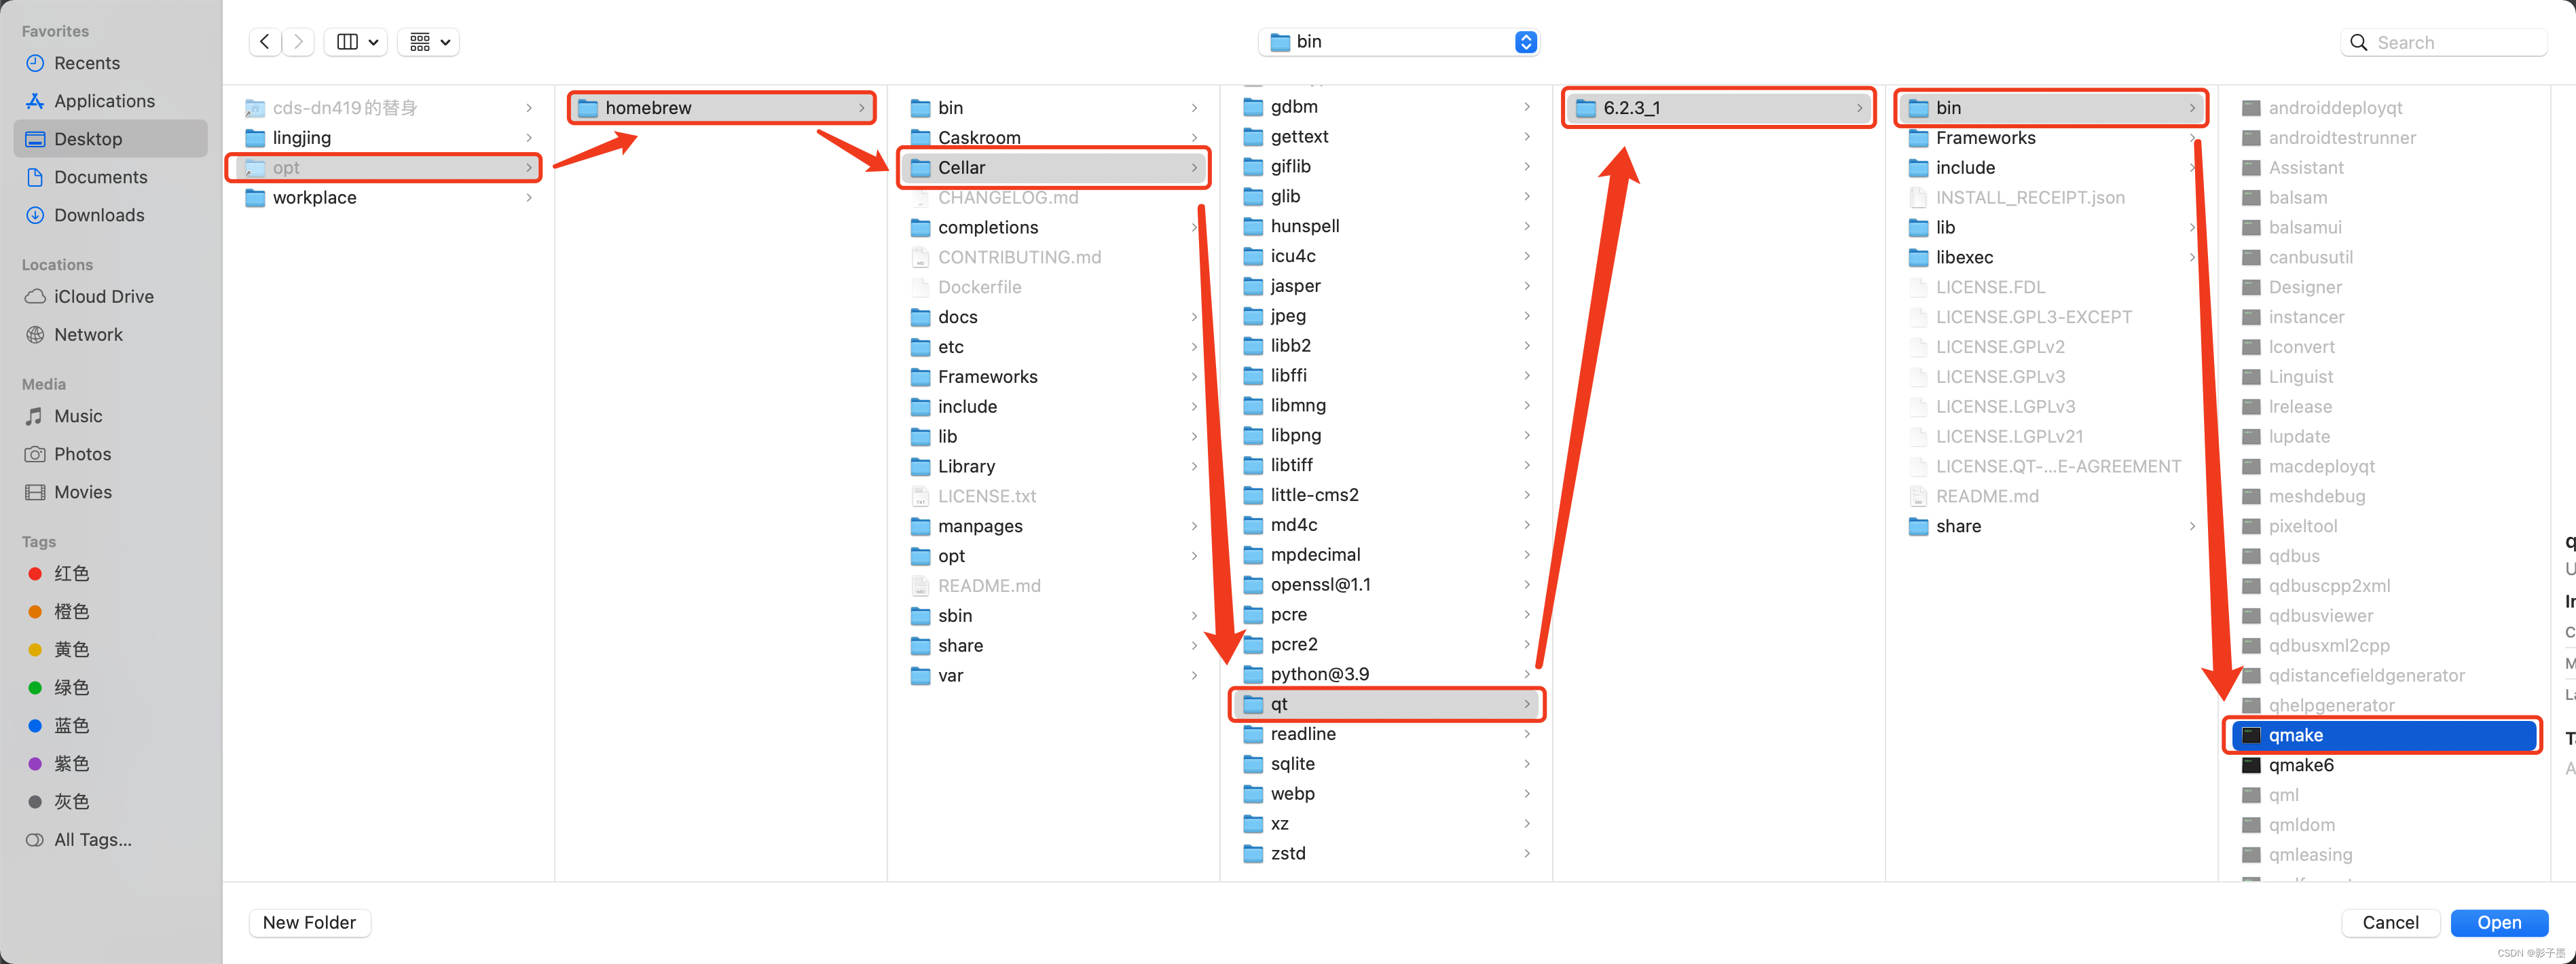 Favorites
Recents
Applications
Desktop
Documents
Downloads
Locations
iCloud Drive
Network
Media
Music
Photos
Movies
Tags
红色
橙色
黄色
绿色
蓝色
紫色
灰色
All Tags...
bin
Search
cds-dn419的替身
lingjing
opt
workplace
homebrew
bin
Caskroom
Cellar
CHANGELOG.md
completions
CONTRIBUTING.md
Dockerfile
docs
etc
Frameworks
include
lib
Library
LICENSE.txt
manpages
opt
README.md
sbin
share
var
gdbm
gettext
giflib
glib
hunspell
icu4c
jasper
jpeg
libb2
libffi
libmng
libpng
libtiff
little-cms2
md4c
mpdecimal
openssl@1.1
pcre
pcre2
python@3.9
qt
readline
sqlite
webp
xz
zstd
6.2.3_1
bin
Frameworks
include
INSTALL_RECEIPT.json
lib
libexec
LICENSE.FDL
LICENSE.GPL3-EXCEPT
LICENSE.GPLv2
LICENSE.GPLv3
LICENSE.LGPLv3
LICENSE.LGPLv21
LICENSE.QT-...E-AGREEMENT
README.md
share
androiddeployqt
androidtestrunner
Assistant
balsam
balsamui
canbusutil
Designer
instancer
lconvert
Linguist
lrelease
lupdate
macdeployqt
meshdebug
pixeltool
qdbus
qdbuscpp2xml
qdbusviewer
qdbusxml2cpp
qdistancefieldgenerator
qhelpgenerator
qmake
qmake6
qml
qmldom
qmleasing
New Folder
Cancel
Open
CSDN @影子墨